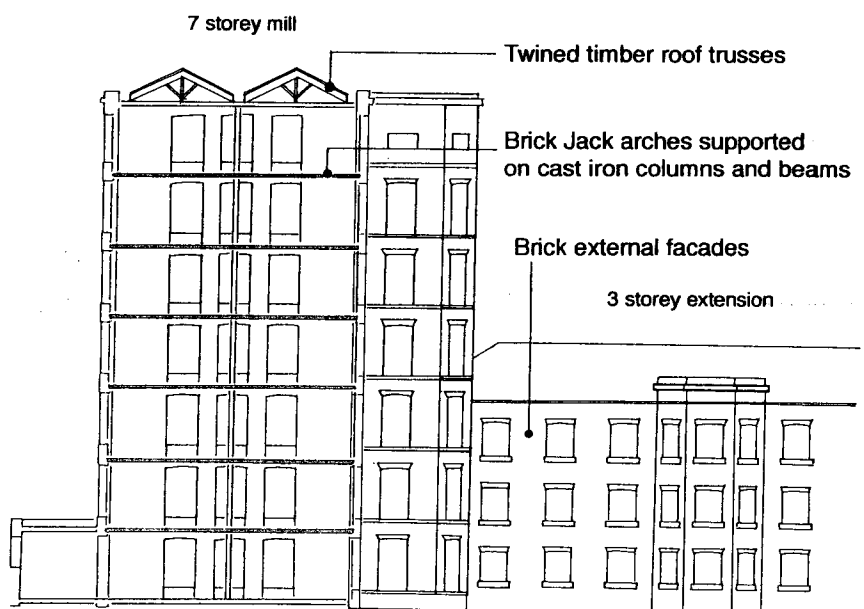 7 storey mill
Twined timber roof trusses
Brick Jack arches supported
on cast iron columns and beams
Brick external facades
3 storey extension